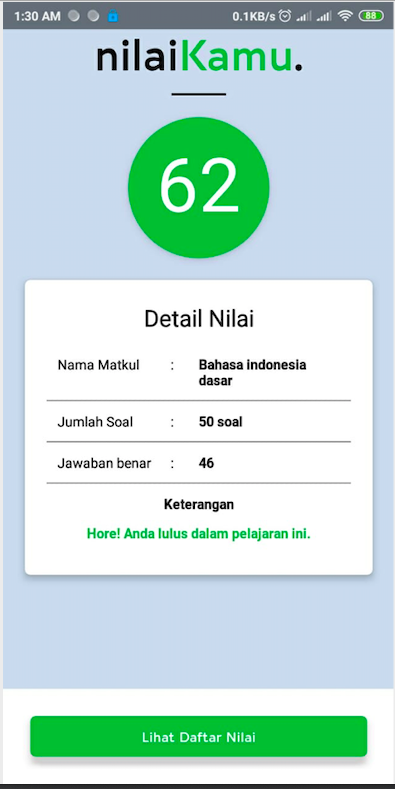 1:30 AM 0.1KB/s 88
nilaiKamu.
62
Detail Nilai
Nama Matkul : Bahasa indonesia
dasar
Jumlah Soal : 50 soal
Jawaban benar : 46
Keterangan
Hore! Anda lulus dalam pelajaran ini.
Lihat Daftar Nilai